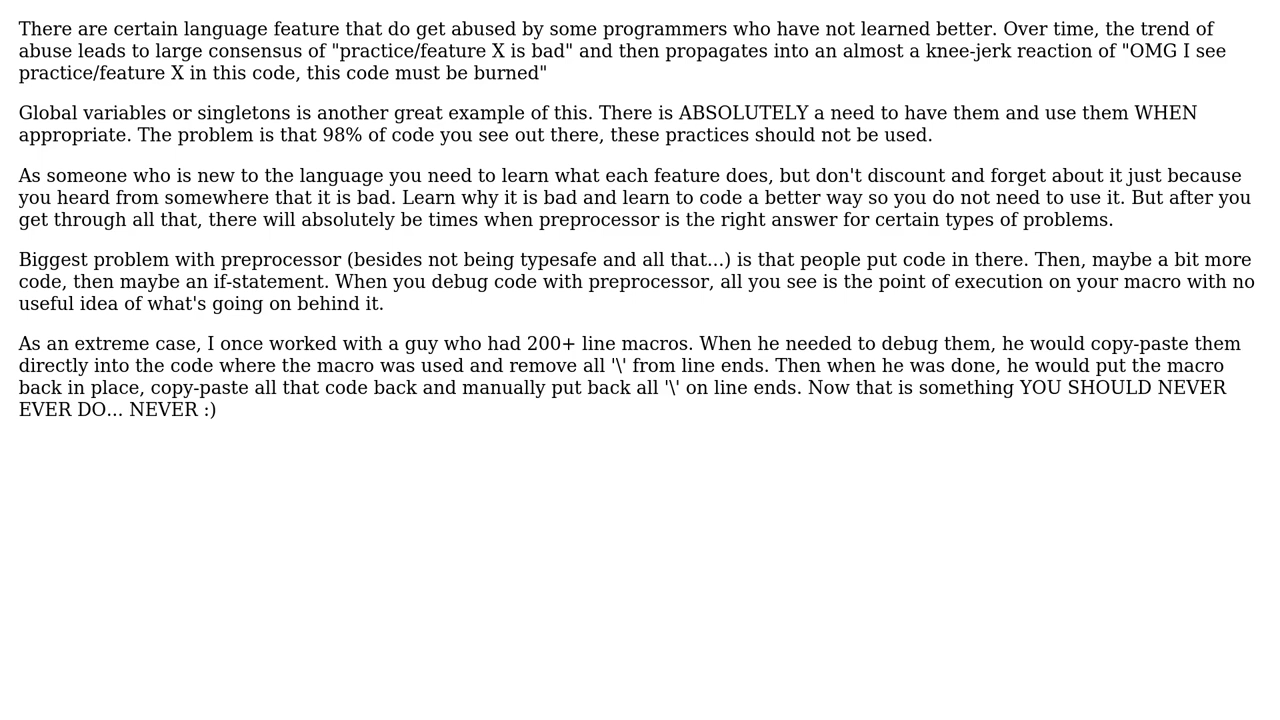 There are certain language feature that do get abused by some programmers who have not learned better. Over time, the trend of
abuse leads to large consensus of "practice/feature X is bad" and then propagates into an almost a knee-jerk reaction of "OMG I see
practice/feature X in this code, this code must be burned"
Global variables or singletons is another great example of this. There is ABSOLUTELY a need to have them and use them WHEN
appropriate. The problem is that 98% of code you see out there, these practices should not be used.
As someone who is new to the language you need to learn what each feature does, but don't discount and forget about it just because
you heard from somewhere that it is bad. Learn why it is bad and learn to code a better way so you do not need to use it. But after you
get through all that, there will absolutely be times when preprocessor is the right answer for certain types of problems.
Biggest problem with preprocessor (besides not being typesafe and all that...) is that people put code in there. Then, maybe a bit more
code, then maybe an if-statement. When you debug code with preprocessor, all you see is the point of execution on your macro with no
useful idea of what's going on behind it.
As an extreme case, I once worked with a guy who had 200+ line macros. When he needed to debug them, he would copy-paste them
directly into the code where the macro was used and remove all '\' from line ends. Then when he was done, he would put the macro
back in place, copy-paste all that code back and manually put back all '\' on line ends. Now that is something YOU SHOULD NEVER
EVER DO... NEVER :)